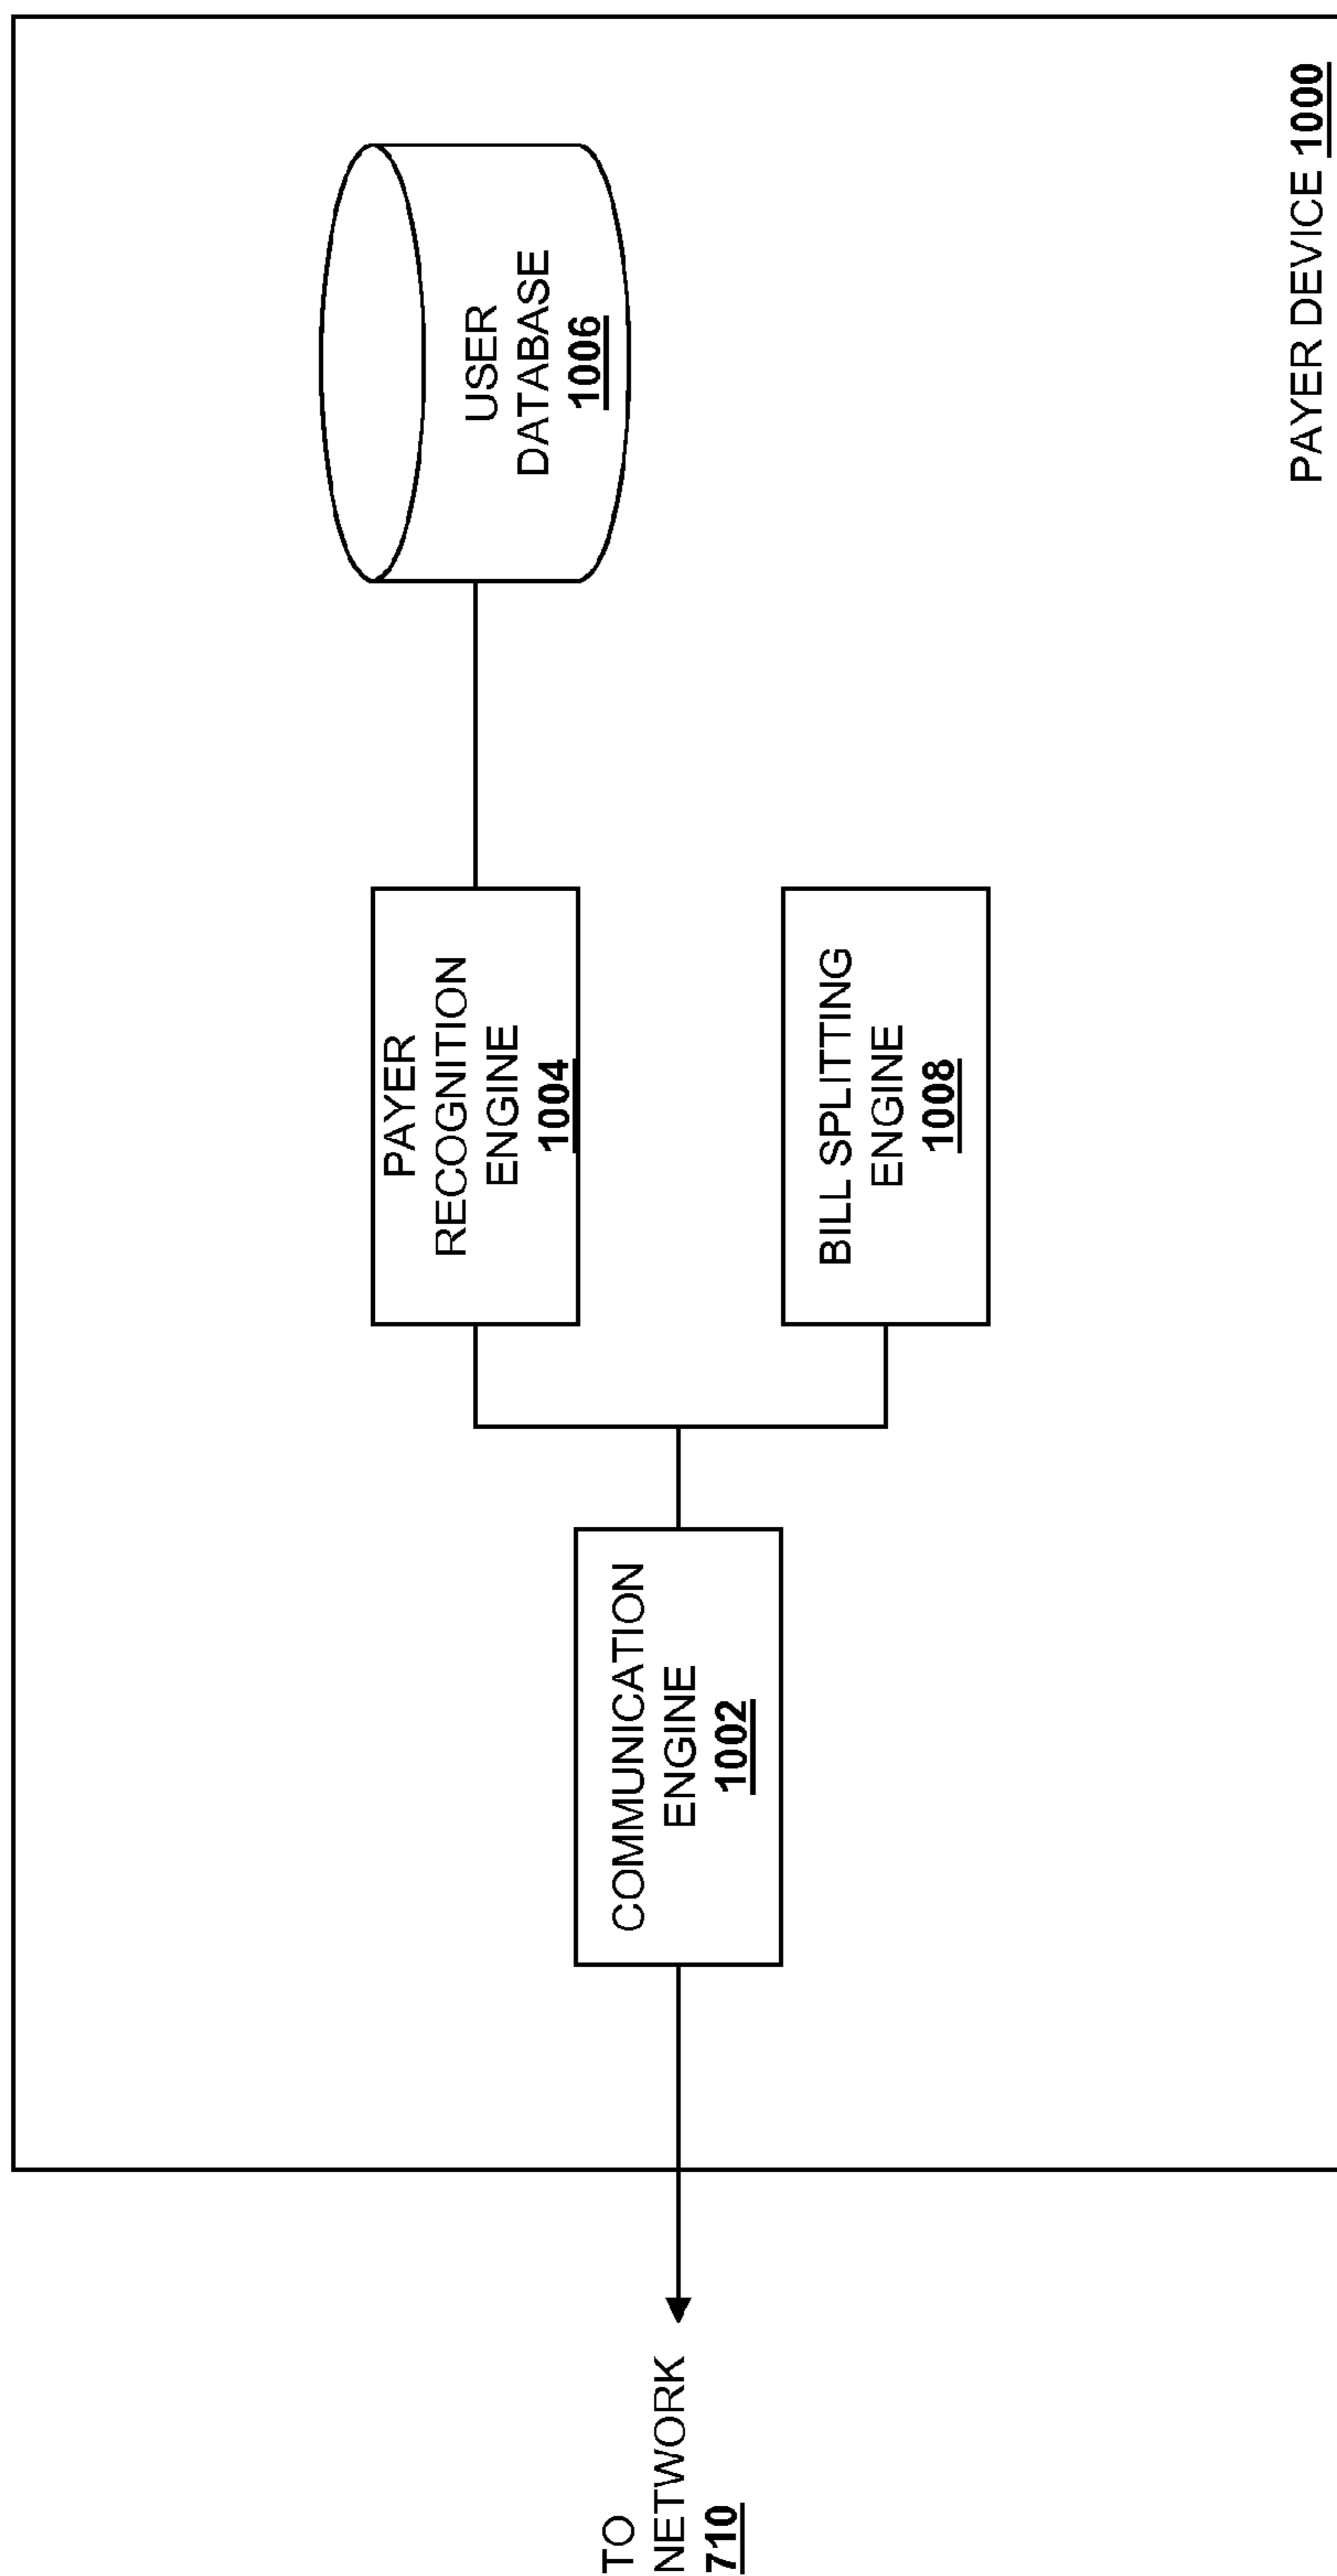 TO
NETWORK
710
COMMUNICATION
ENGINE
1002
PAYER
RECOGNITION
ENGINE
1004
BILL SPLITTING
ENGINE
1008
USER
DATABASE
1006
PAYER DEVICE 1000